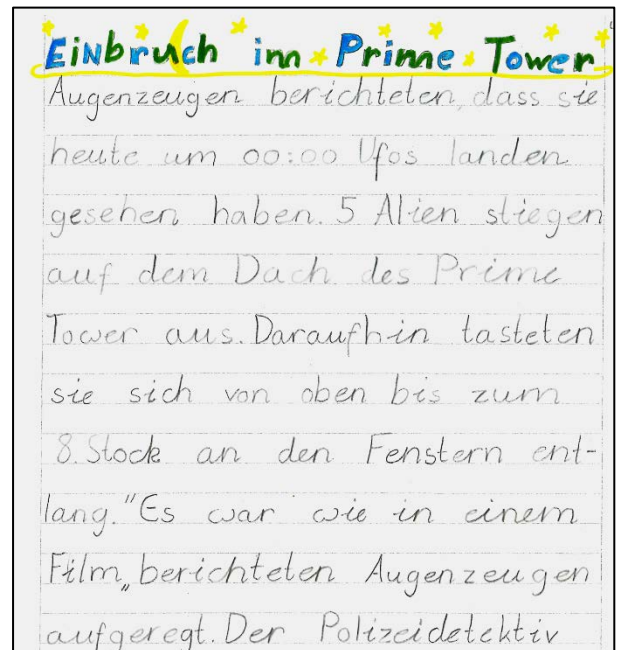 Einbruch inn Prime Tower
Augenzeugen berichteten, dass sie
heute um 00:00 Ufos landen
gesehen haben. 5 Alien stiegen
auf dem Dach des Prime
Tower aus. Daraufhin tasteten
sie sich von oben bis zum
8. Stock an den Fenstern ent-
lang. "Es war wie in einem
Film„ berichteten Augenzeugen
aufgeregt. Der Polizeidetektiv